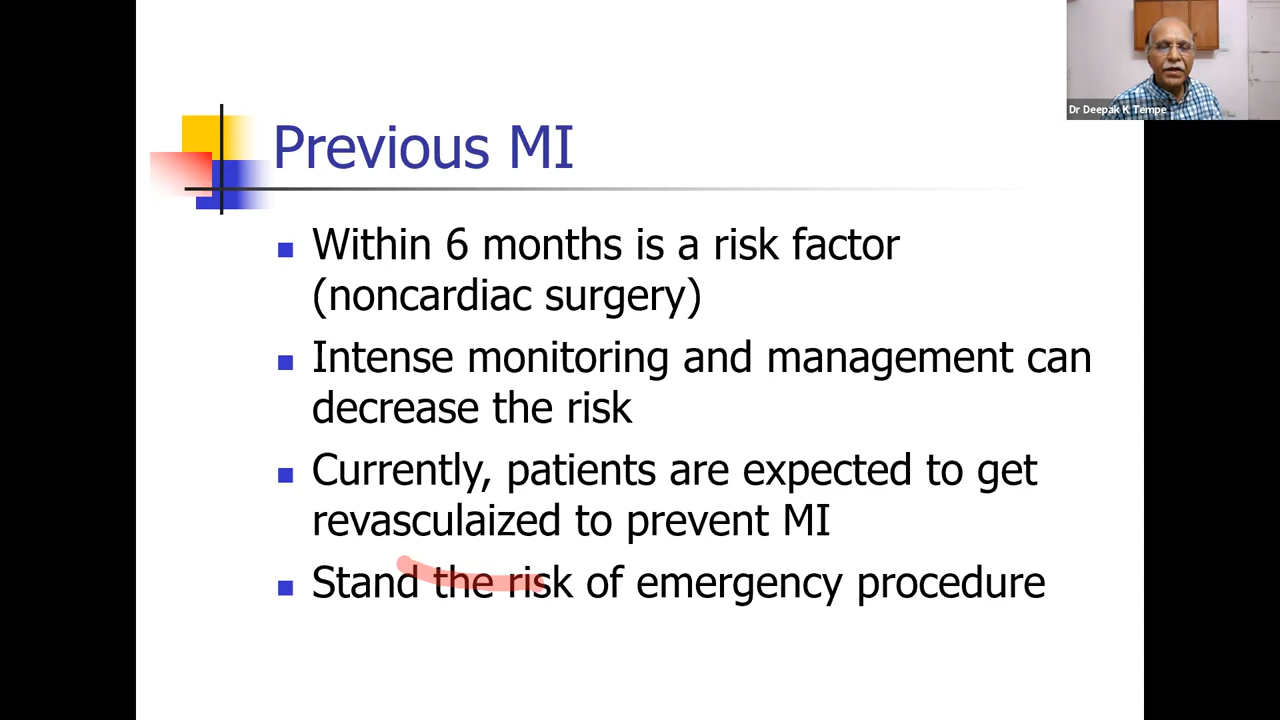 Dr Deepak K Tempe
Previous MI
Within 6 months is a risk factor
(noncardiac surgery)
Intense monitoring and management can
decrease the risk
Currently, patients are expected to get
revasculaized to prevent MI
Stand the risk of emergency procedure